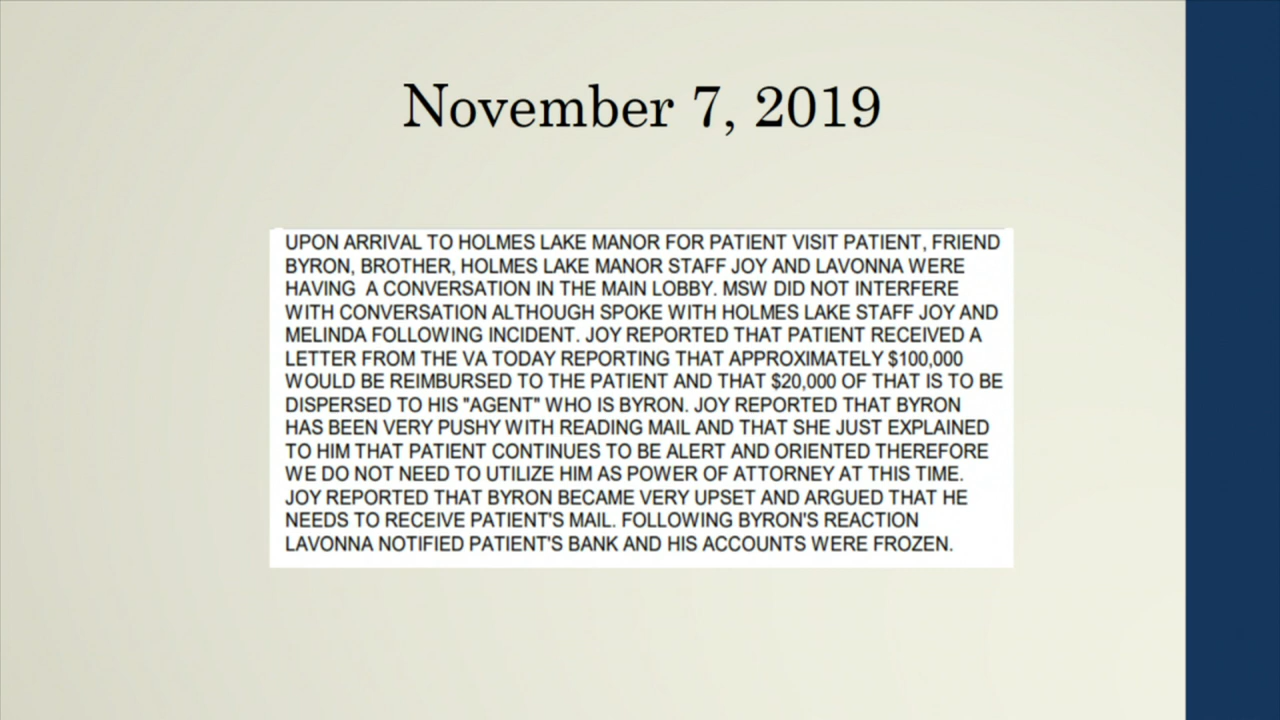 November 7, 2019
UPON ARRIVAL TO HOLMES LAKE MANOR FOR PATIENT VISIT PATIENT, FRIEND
BYRON, BROTHER, HOLMES LAKE MANOR STAFF JOY AND LAVONNA WERE
HAVING A CONVERSATION IN THE MAIN LOBBY. MSW DID NOT INTERFERE
WITH CONVERSATION ALTHOUGH SPOKE WITH HOLMES LAKE STAFF JOY AND
MELINDA FOLLOWING INCIDENT. JOY REPORTED THAT PATIENT RECEIVED A
LETTER FROM THE VA TODAY REPORTING THAT APPROXIMATELY $100,000
WOULD BE REIMBURSED TO THE PATIENT AND THAT $20,000 OF THAT IS TO BE
DISPERSED TO HIS "AGENT" WHO IS BYRON. JOY REPORTED THAT BYRON
HAS BEEN VERY PUSHY WITH READING MAIL AND THAT SHE JUST EXPLAINED
TO HIM THAT PATIENT CONTINUES TO BE ALERT AND ORIENTED THEREFORE
WE DO NOT NEED TO UTILIZE HIM AS POWER OF ATTORNEY AT THIS TIME.
JOY REPORTED THAT BYRON BECAME VERY UPSET AND ARGUED THAT HE
NEEDS TO RECEIVE PATIENT'S MAIL. FOLLOWING BYRON'S REACTION
LAVONNA NOTIFIED PATIENT'S BANK AND HIS ACCOUNTS WERE FROZEN.